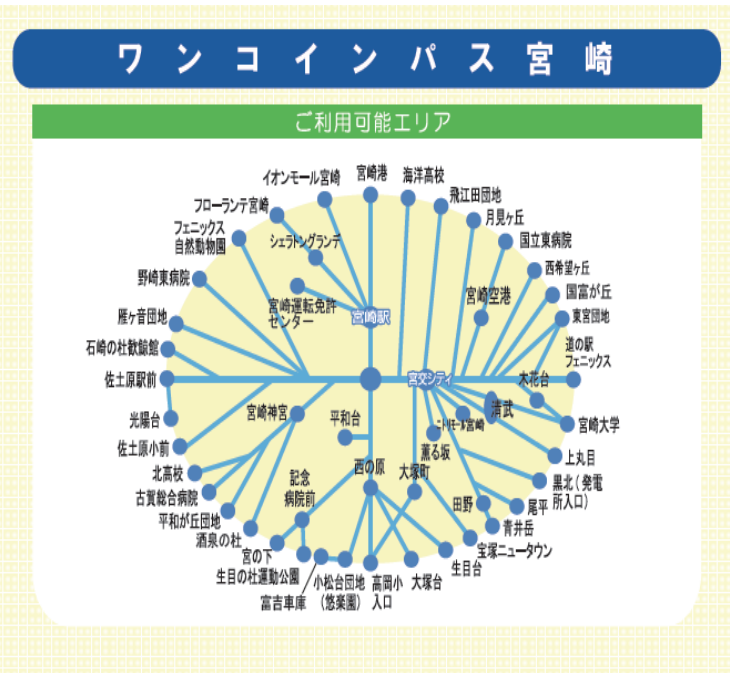 ワンコインパス宮崎
ご利用可能エリア
宮崎港
海洋高校
イオンモール宮崎
飛江田団地
フローランテ宮崎
月見ヶ丘
フェニックス
自然動物園
シェラトングランデ
国立東病院
野崎東病院
西希望ヶ丘
宮崎運転免許
センター
宮崎駅
宮崎空港
国富が丘
雁ヶ音団地
東宮団地
石崎の杜歓鯨館
道の駅
フェニックス
佐土原駅前
宮交シティ
木花台
光陽台
宮崎神宮
平和台
ニトリモール宮崎
清武
宮崎大学
佐土原小前
薫る坂
上丸目
北高校
記念
病院前
西の原
大塚町
黒北(発電
所入口)
古賀総合病院
田野
尾平
平和が丘団地
青井岳
酒泉の杜
宝塚ニュータウン
宮の下
生目台
生目の杜運動公園
小松台団地
(悠楽園)
高岡小
入口
大塚台
富吉車庫